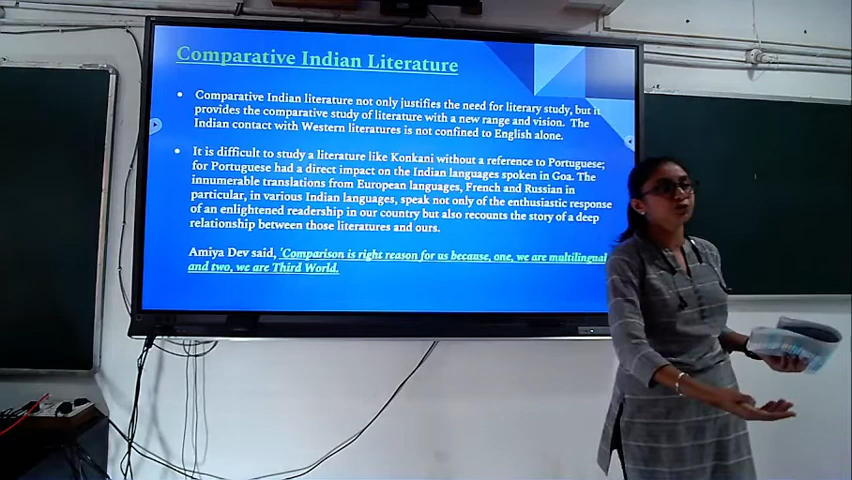 Comparative Indian Literature
Comparative Indian literature not only justifies the need for literary study, but it
provides the comparative study of literature with a new range and vision. The
Indian contact with Western literatures is not confined to English alone.
It is difficult to study a literature like Konkani without a reference to Portuguese;
for Portuguese had a direct impact on the Indian languages spoken in Goa. The
innumerable translations from European languages, French and Russian in
particular, in various Indian languages, speak not only of the enthusiastic response
of an enlightened readership in our country but also recounts the story of a deep
relationship between those literatures and ours.
Amiya Dev said, 'Comparison is right reason for us because, one, we are multilingual
and two, we are Third World.